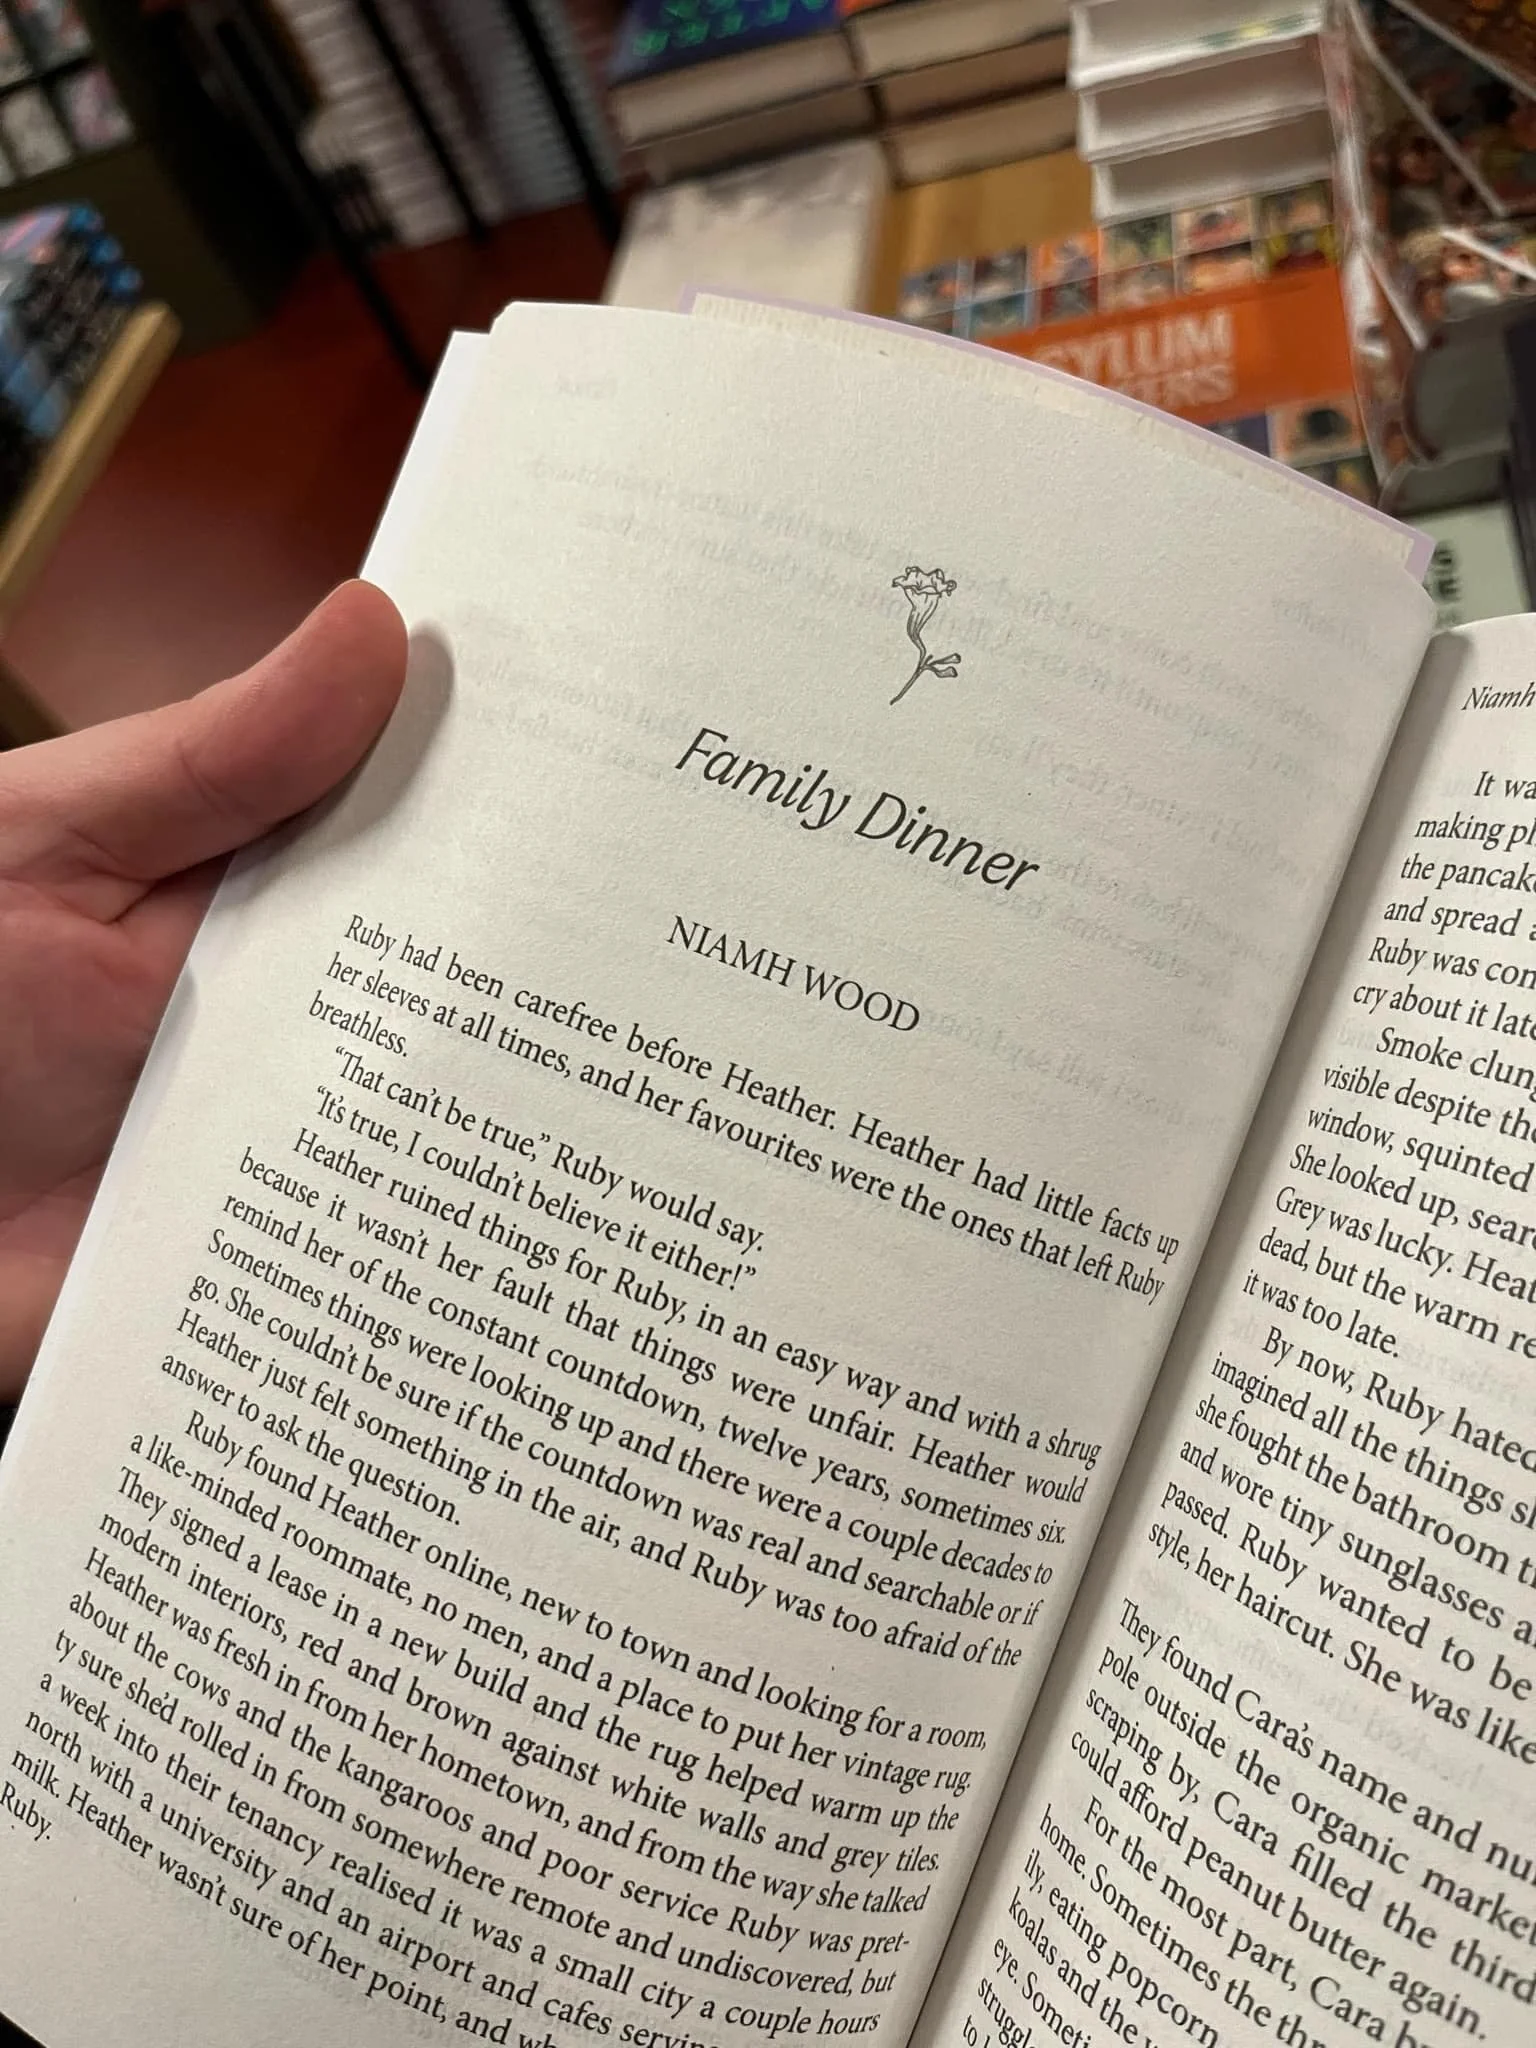 SYLUM
Family Dinner
NIAMH WOOD
Ruby had been carefree before Heather. Heather had little facts up
her sleeves at all times, and her favourites were the ones that left Ruby
breathless.
“That can’t be true,” Ruby would say.
“It’s true, I couldn’t believe it either!”
Heather ruined things for Ruby, in an easy way and with a shrug
because it wasn’t her fault that things were unfair. Heather would
remind her of the constant countdown, twelve years, sometimes six.
Sometimes things were looking up and there were a couple decades to
go. She couldn’t be sure if the countdown was real and searchable or if
Heather just felt something in the air, and Ruby was too afraid of the
answer to ask the question.
Ruby found Heather online, new to town and looking for a room,
a like-minded roommate, no men, and a place to put her vintage rug.
They signed a lease in a new build and the rug helped warm up the
modern interiors, red and brown against white walls and grey tiles.
Heather was fresh in from her hometown, and from the way she talked
about the cows and the kangaroos and poor service Ruby was pret-
ty sure she’d rolled in from somewhere remote and undiscovered, but
a week into their tenancy realised it was a small city a couple hours
north with a university and an airport and cafes
milk. Heather wasn’t sure of her point, and
Ruby.
Niamh
It
making
the
and spread
Ruby was
cry about it
Smoke
visible despite
window, squinted
She looked up,
Grey was lucky.
dead, but the warm
it was too late.
By now, Ruby
imagined all the things
she fought the bathroom
and wore tiny sunglasses
passed. Ruby wanted to be
style, her haircut. She was like
They found Cara’s name and
pole outside the organic
scraping by, Cara filled the third
could afford peanut butter again.
For the most part, Cara
home. Sometimes the
ily, eating popcorn
koalas and the
eye.
to